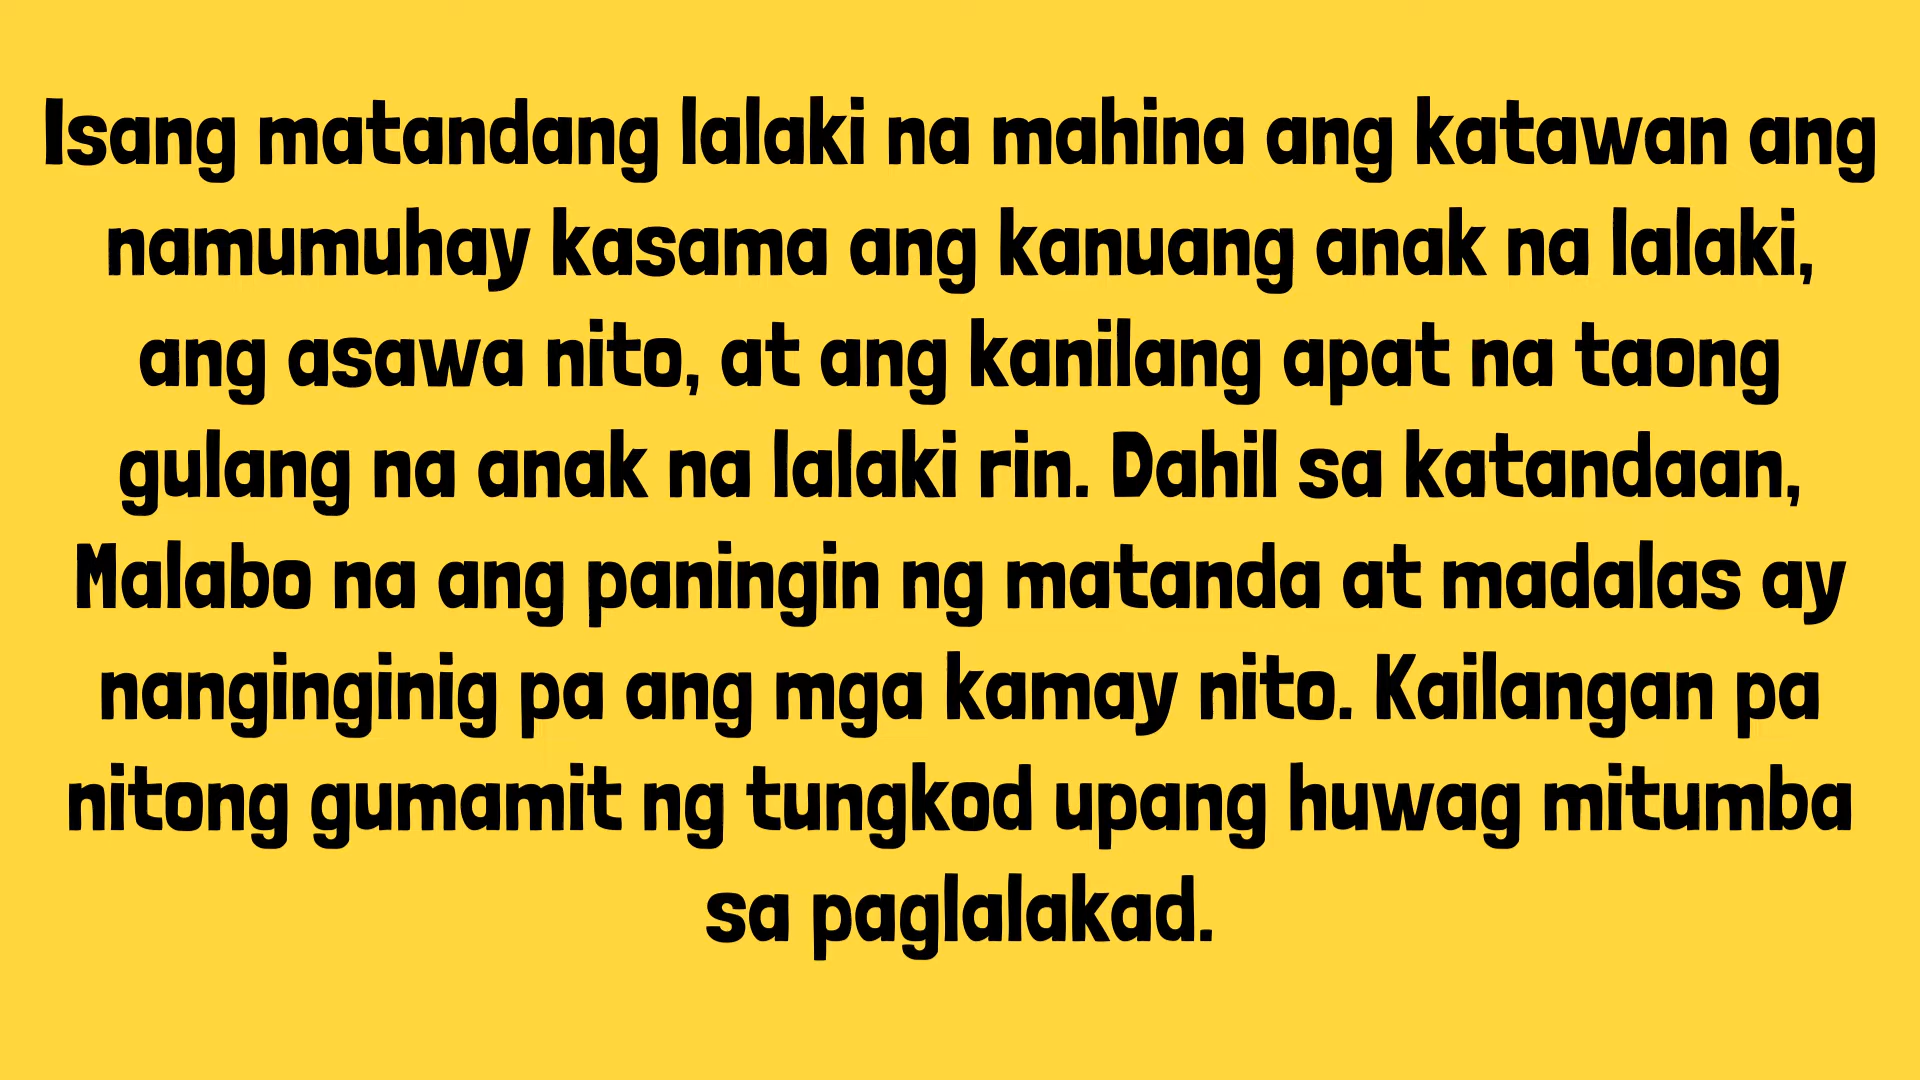 Isang matandang lalaki na mahina ang katawan ang
namumuhay kasama ang kanuang anak na lalaki,
ang asawa nito, at ang kanilang apat na taong
gulang na anak na lalaki rin. Dahil sa katandaan,
Malabo na ang paningin ng matanda at madalas ay
nanginginig pa ang mga kamay nito. Kailangan pa
nitong gumamit ng tungkod upang huwag mitumba
sa paglalakad.